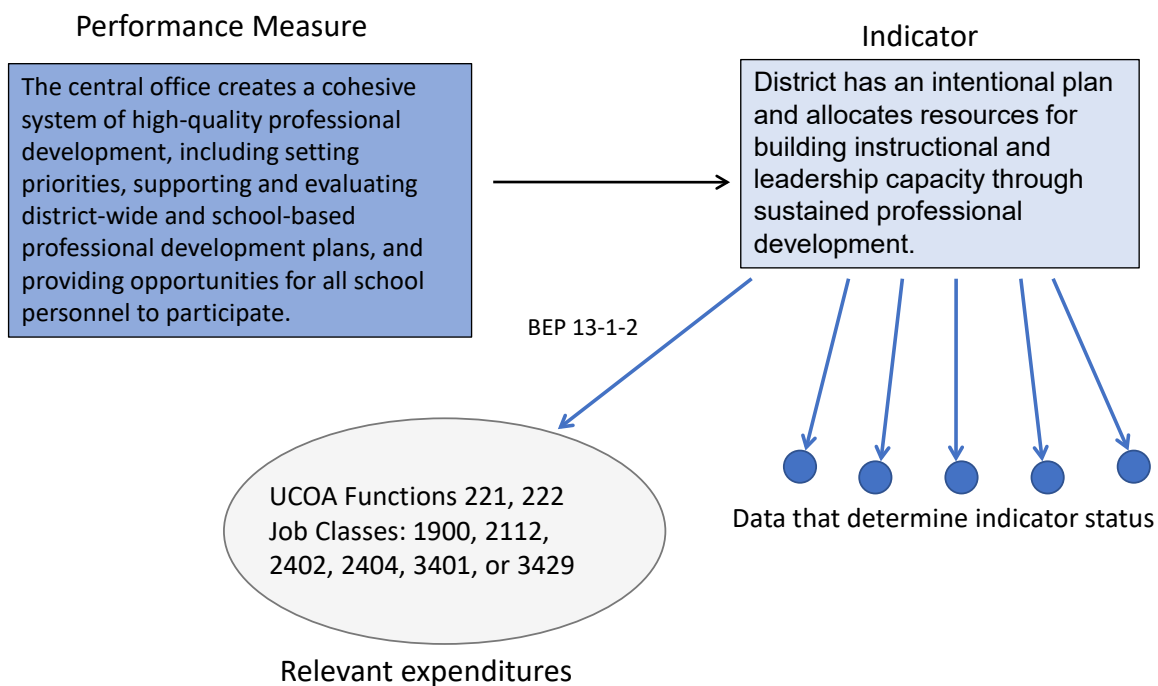 Performance Measure
The central office creates a cohesive
system of high-quality professional
development, including setting
priorities, supporting and evaluating
district-wide and school-based
professional development plans, and
providing opportunities for all school
personnel to participate.
Indicator
District has an intentional plan
and allocates resources for
building instructional and
leadership capacity through
sustained professional
development.
BEP 13-1-2
UCOA Functions 221, 222
Job Classes: 1900, 2112,
2402, 2404, 3401, or 3429
Relevant expenditures
Data that determine indicator status